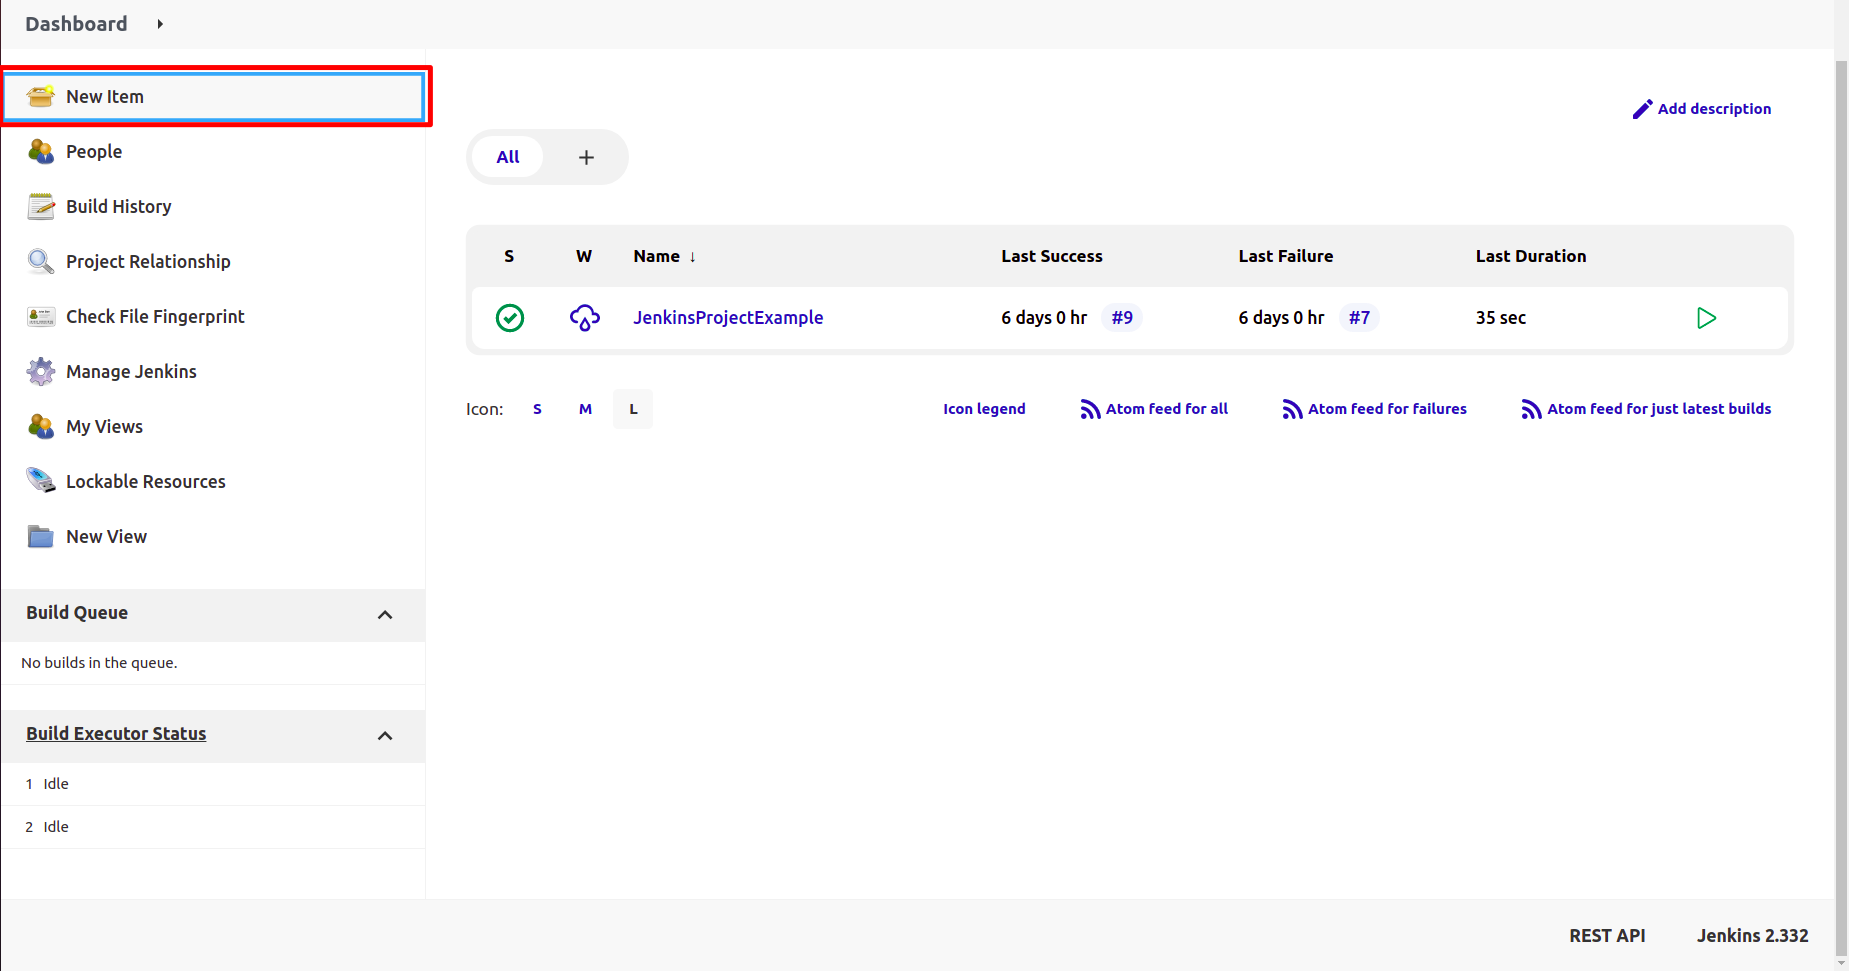 Dashboard
New Item
People
Build History
Project Relationship
Check File Fingerprint
Manage Jenkins
My Views
Lockable Resources
New View
Build Queue
No builds in the queue.
Build Executor Status
1 Idle
2 Idle
Add description
All +
S W Name ↓ Last Success Last Failure Last Duration
JenkinsProjectExample 6 days 0 hr #9 6 days 0 hr #7 35 sec
Icon: S M L Icon legend Atom feed for all Atom feed for failures Atom feed for just latest builds
REST API Jenkins 2.332